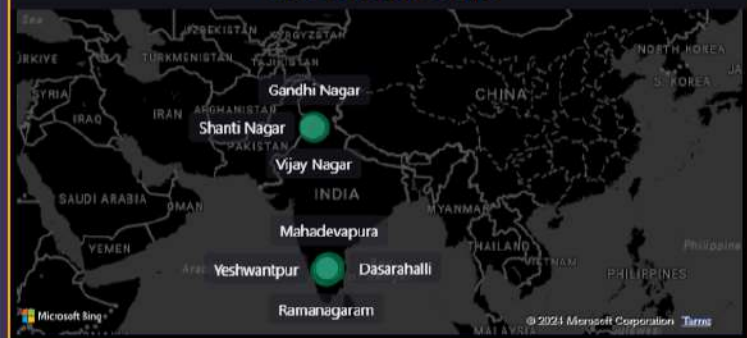 UZBEKISTAN
KYRGYZSTAN
NORTH KOREA
TÜRKMENISTAN
TAJIKISTAN
S. KOREA
SYRIA
Gandhi Nagar
CHINA
IRAQ
IRAN
AFGHANISTAN
Shanti Nagar
PAKISTAN
Vijay Nagar
SAUDI ARABIA
OMAN
INDIA
MYANMAR
Mahadevapura
YEMEN
THAILAND
VIETNAM
Philippine
Yeshwantpur
Dasarahalli
PHILIPPINES
Ramanagaram
Microsoft Bing
© 2024 Microsoft Corporation Terms
MALAYSIA